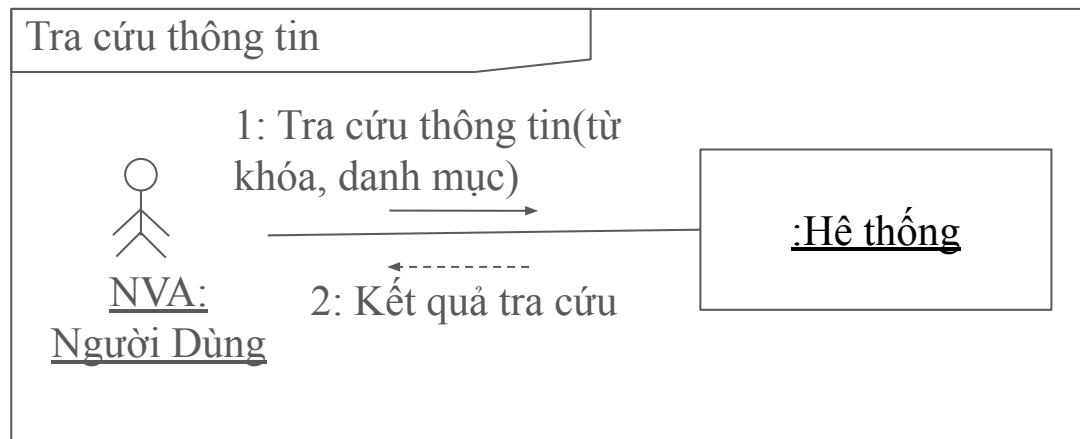 Tra cứu thông tin
1: Tra cứu thông tin(từ
khóa, danh mục)
:Hê thống
NVA:
Người Dùng
2: Kết quả tra cứu